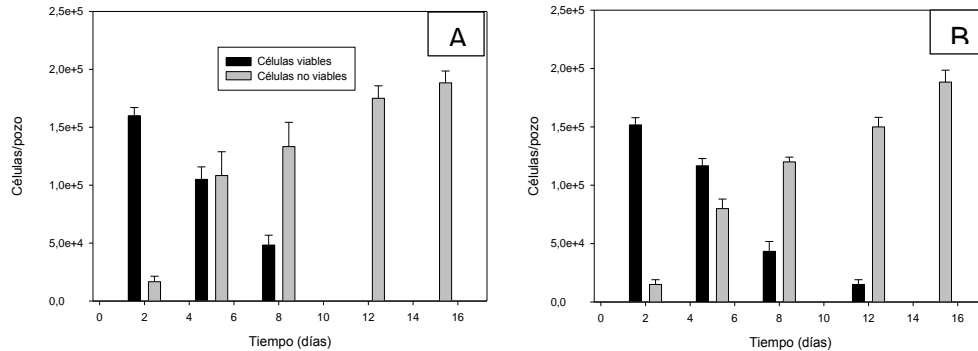 2,5e+5
2,0e+5
1,5e+5
1,0e+5
5,0e+4
0,0
Células/pozo
A
Células viables
Células no viables
0 2 4 6 8 10 12 14 16
Tiempo (días)
2,5e+5
2,0e+5
1,5e+5
1,0e+5
5,0e+4
0,0
Células/pozo
B
0 2 4 6 8 10 12 14 16
Tiempo (días)